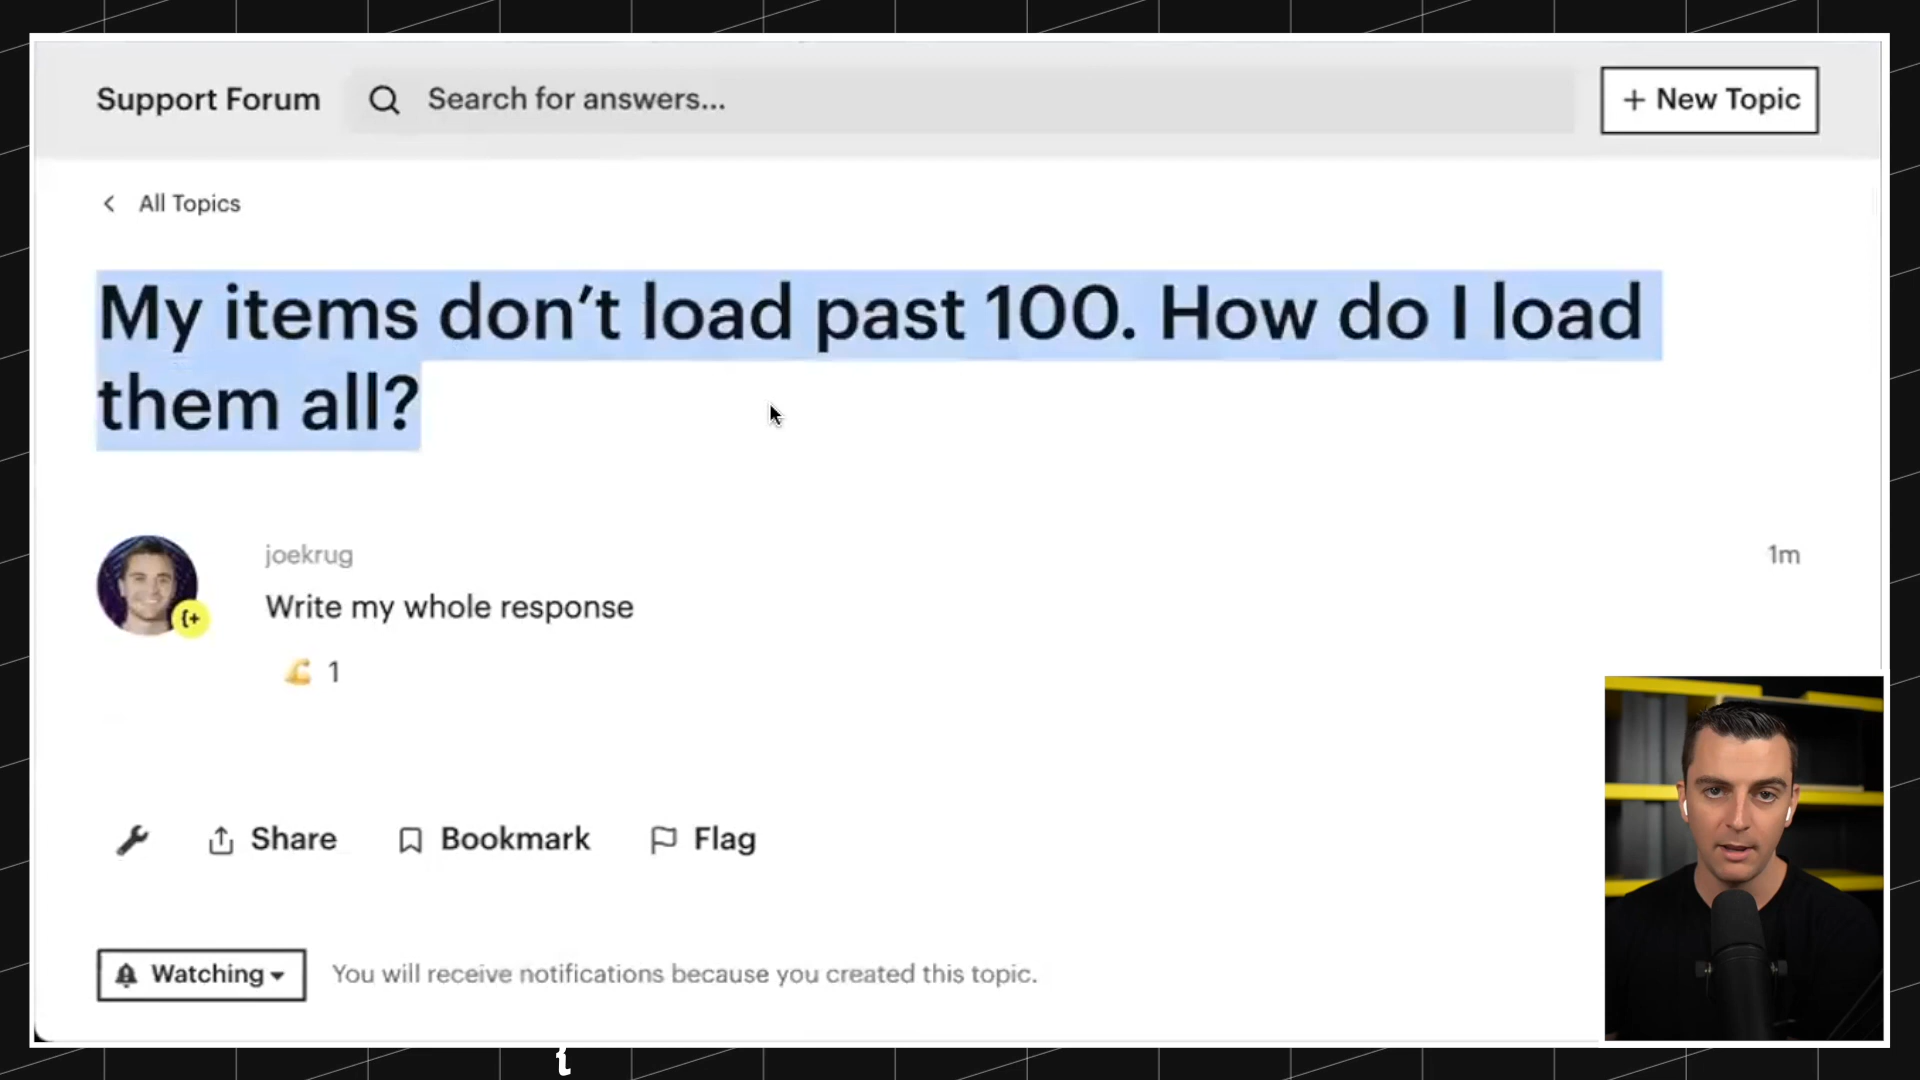 Support Forum
Search for answers...
+ New Topic
All Topics
My items don’t load past 100. How do I load
them all?
joekrug
1m
Write my whole response
1
Share
Bookmark
Flag
Watching
You will receive notifications because you created this topic.
{